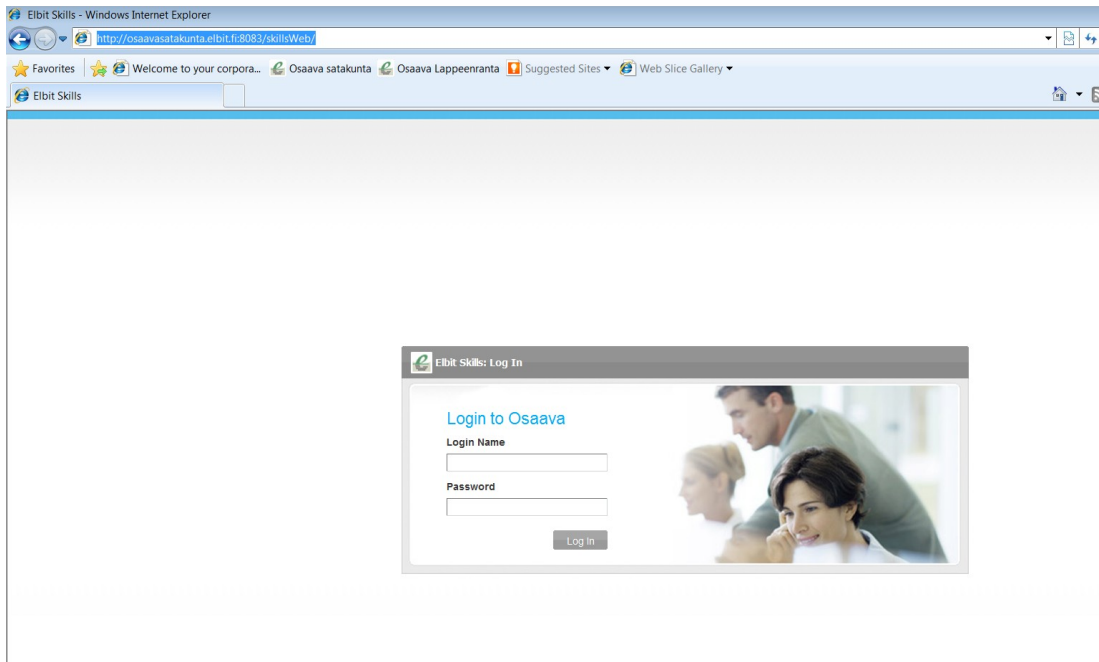 Elbit Skills - Windows Internet Explorer
http://osaavasatakunta.elbit.fi:8083/skillsWeb/
Favorites Welcome to your corpora... Osaava satakunta Osaava Lappeenranta Suggested Sites Web Slice Gallery
Elbit Skills
Elbit Skills: Log In
Login to Osaava
Login Name
Password
Log In